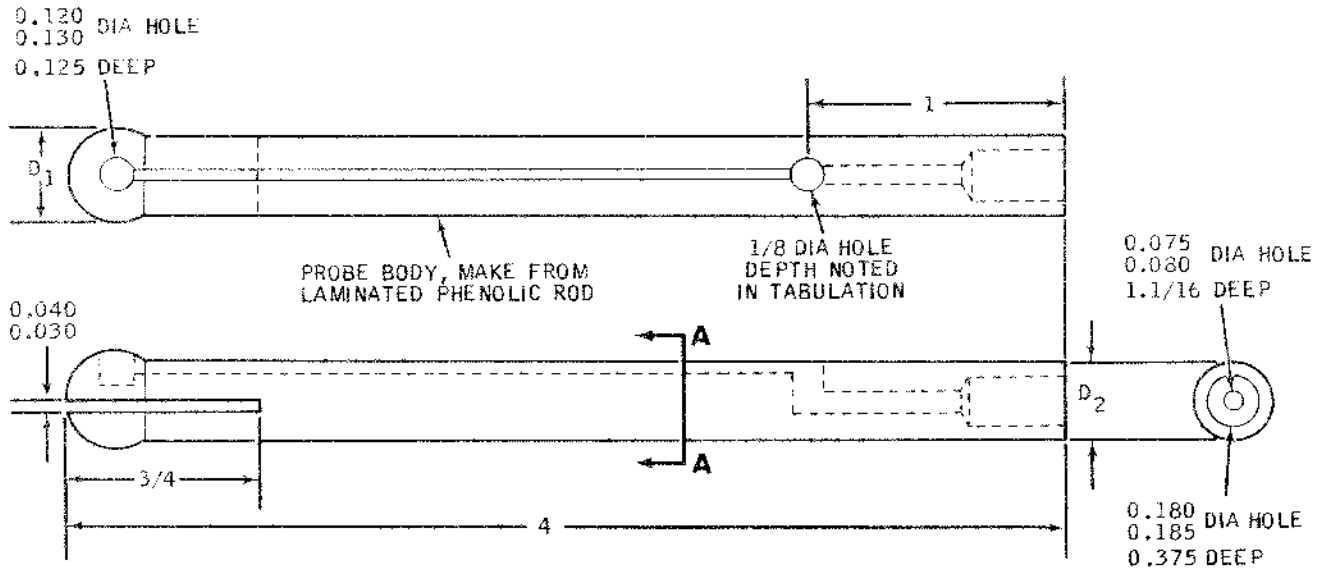 0.120
0.130 DIA HOLE
0.125 DEEP
1
D1
PROBE BODY, MAKE FROM
LAMINATED PHENOLIC ROD
1/8 DIA HOLE
DEPTH NOTED
IN TABULATION
0.075
0.080 DIA HOLE
1.1/16 DEEP
0.040
0.030
A
A
D2
3/4
4
0.180
0.185 DIA HOLE
0.375 DEEP